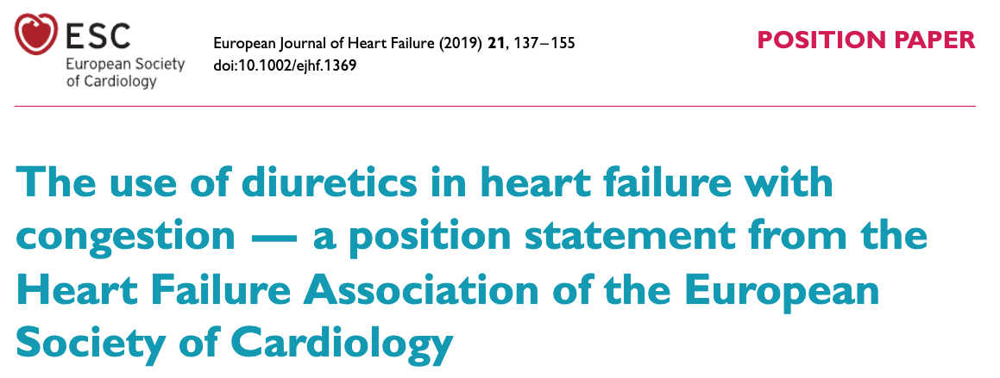 ESC
European Society
of Cardiology
European Journal of Heart Failure (2019) 21, 137–155
doi:10.1002/ejhf.1369
POSITION PAPER
The use of diuretics in heart failure with
congestion — a position statement from the
Heart Failure Association of the European
Society of Cardiology